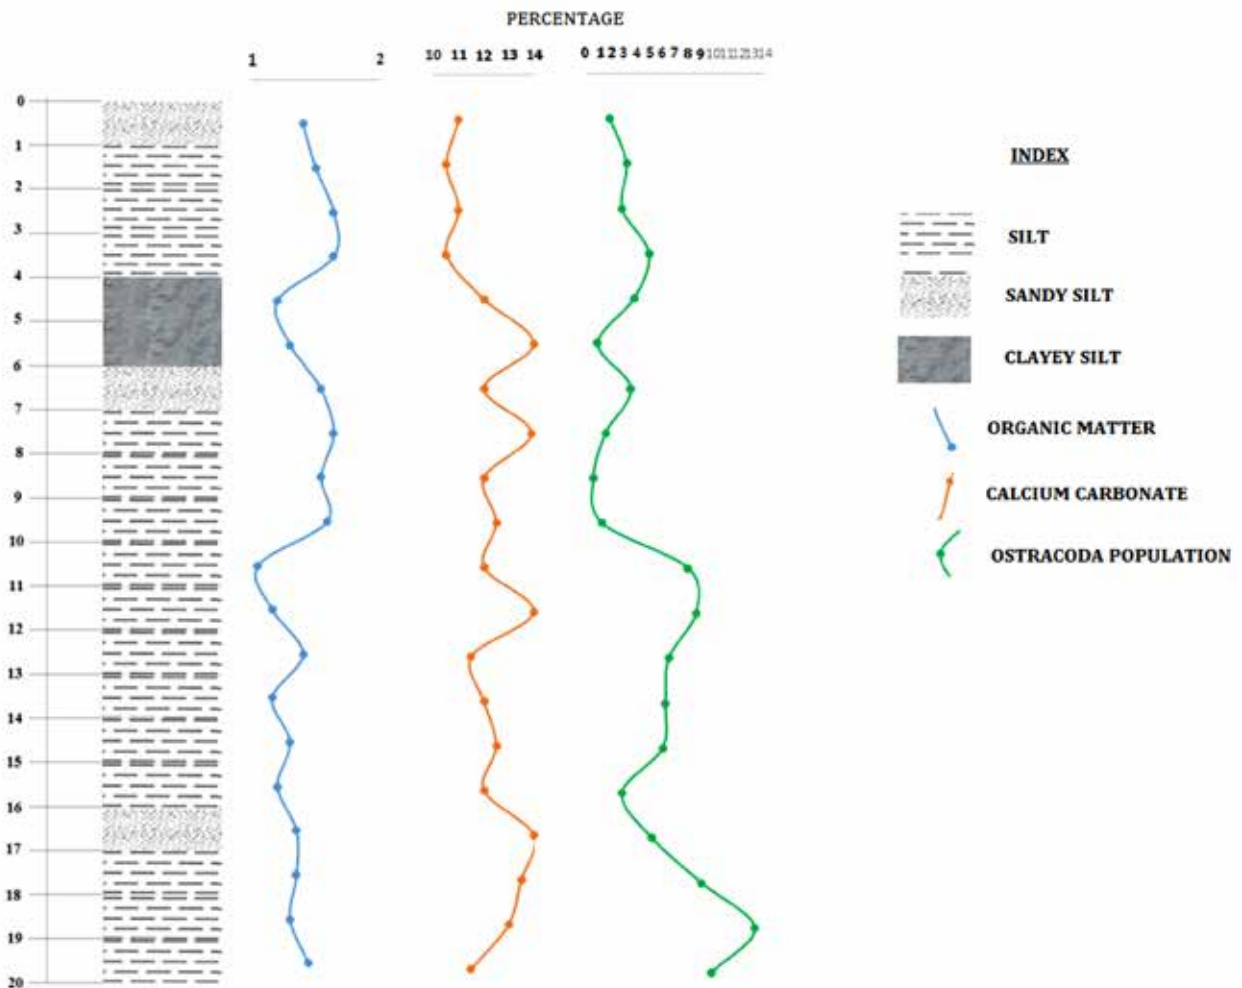 PERCENTAGE
1 2
10 11 12 13 14
0 1 2 3 4 5 6 7 8 9 10 11 12 13 14
0
1
2
3
4
5
6
7
8
9
10
11
12
13
14
15
16
17
18
19
20
INDEX
SILT
SANDY SILT
CLAYEY SILT
ORGANIC MATTER
CALCIUM CARBONATE
OSTRACODA POPULATION